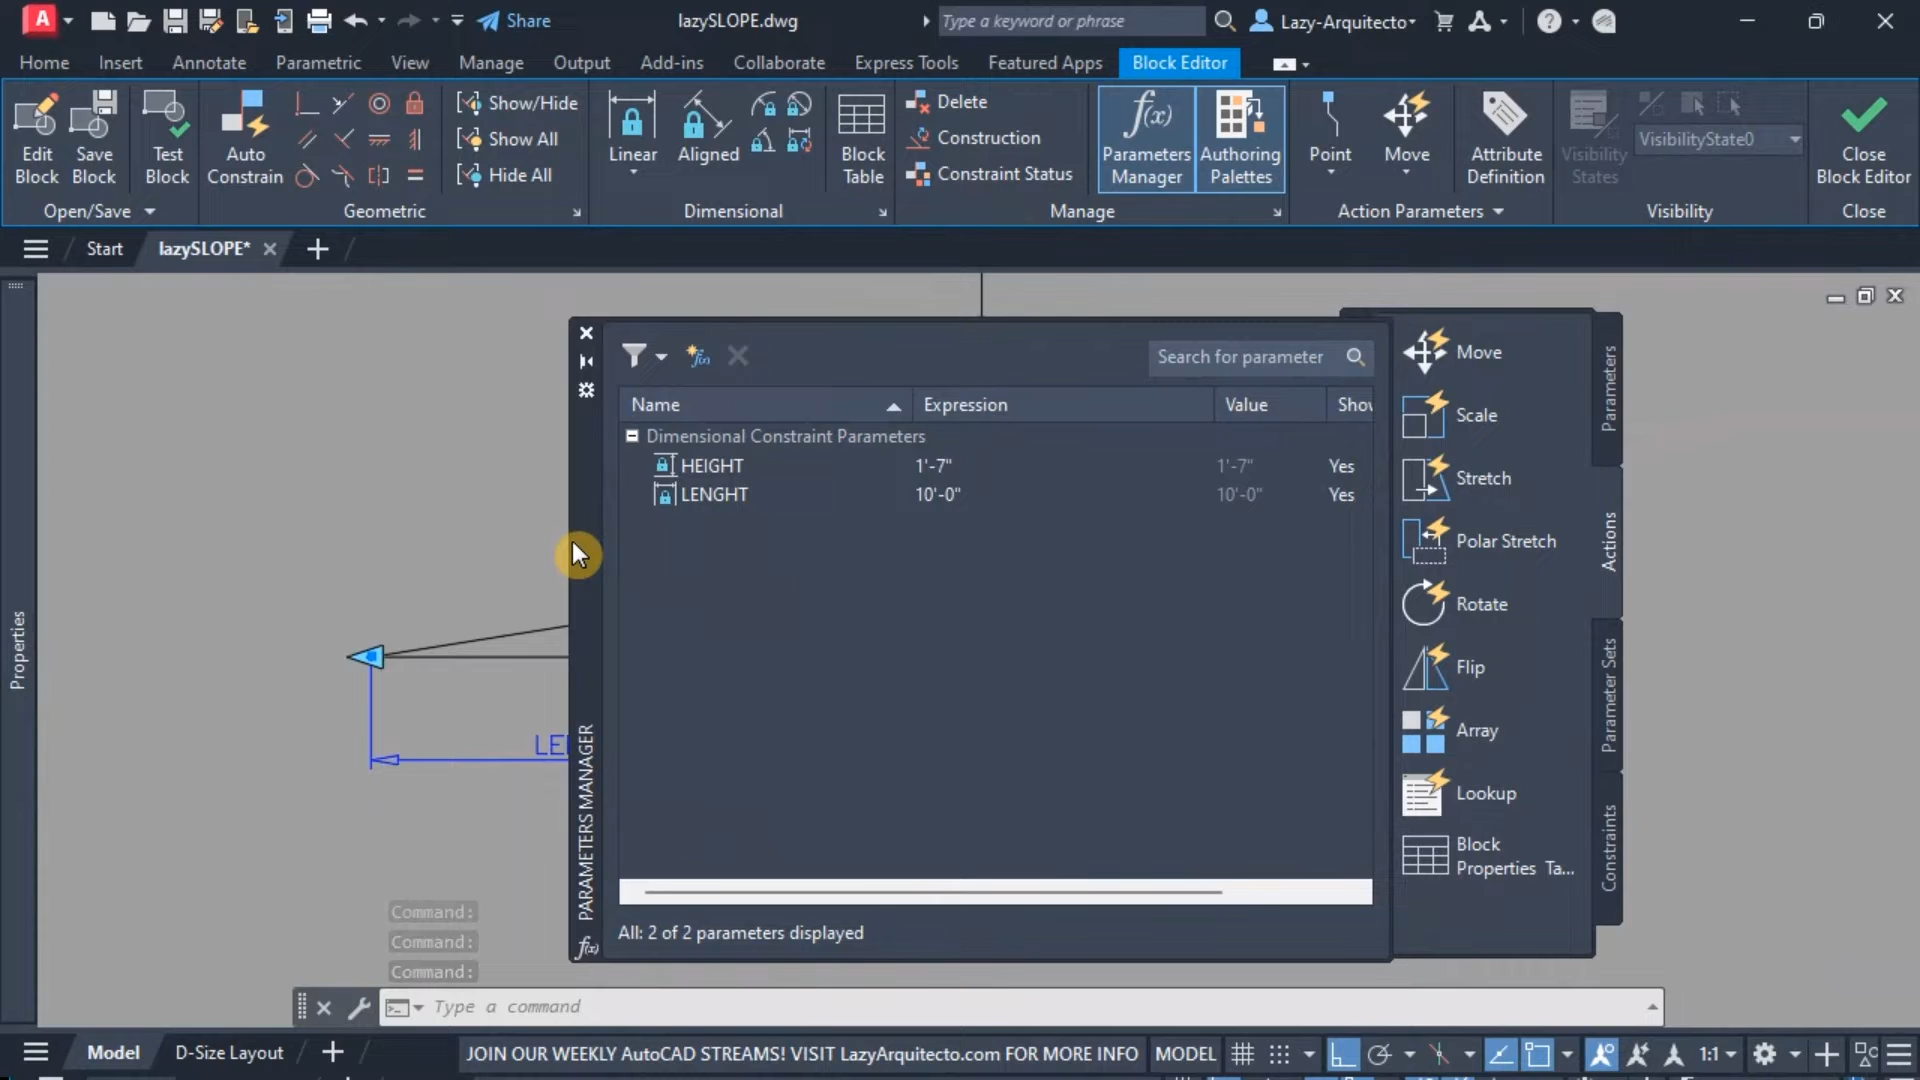 A Share lazySLOPE.dwg Type a keyword or phrase Lazy-Arquitecto
Home Insert Annotate Parametric View Manage Output Add-ins Collaborate Express Tools Featured Apps Block Editor
Edit Block
Save Block
Test Block
Auto Constrain
Show/Hide
Show All
Hide All
Linear
Aligned
Block Table
Delete
Construction
Constraint Status
Parameters Manager
Authoring Palettes
Point
Move
Attribute Definition
Visibility States
VisibilityState0
Close Block Editor
Open/Save Geometric Dimensional Manage Action Parameters Visibility Close
Start lazySLOPE*
Properties
PARAMETERS MANAGER
Search for parameter
Name Expression Value Show
Dimensional Constraint Parameters
HEIGHT 1'-7" 1'-7" Yes
LENGHT 10'-0" 10'-0" Yes
All: 2 of 2 parameters displayed
f(x)
LEN
Move
Scale
Stretch
Polar Stretch
Rotate
Flip
Array
Lookup
Block
Properties Ta...
Parameters
Actions
Parameter Sets
Constraints
Command:
Command:
Command:
Type a command
Model D-Size Layout JOIN OUR WEEKLY AutoCAD STREAMS! VISIT LazyArquitecto.com FOR MORE INFO MODEL 1:1